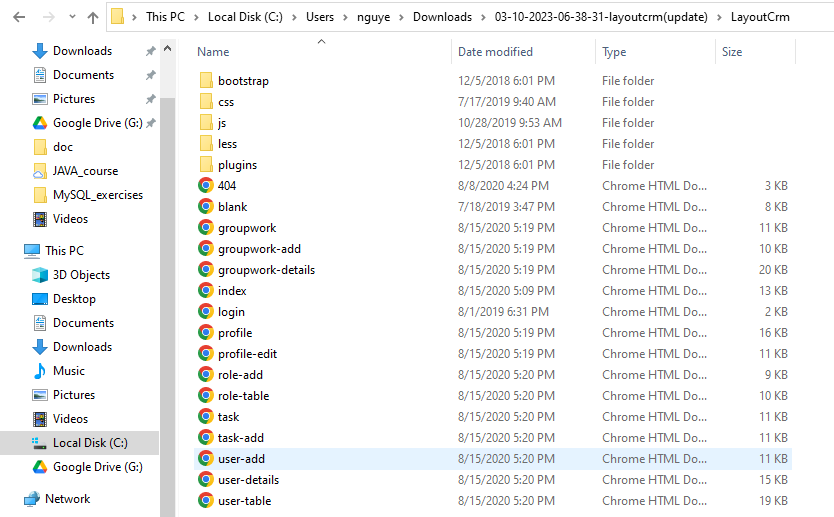 This PC > Local Disk (C:) > Users > nguye > Downloads > 03-10-2023-06-38-31-layoutcrm(update) > LayoutCrm
Downloads
Documents
Pictures
Google Drive (G:)
doc
JAVA_course
MySQL_exercises
Videos
This PC
3D Objects
Desktop
Documents
Downloads
Music
Pictures
Videos
Local Disk (C:)
Google Drive (G:)
Network
Name Date modified Type Size
bootstrap 12/5/2018 6:01 PM File folder
css 7/17/2019 9:40 AM File folder
js 10/28/2019 9:53 AM File folder
less 12/5/2018 6:01 PM File folder
plugins 12/5/2018 6:01 PM File folder
404 8/8/2020 4:24 PM Chrome HTML Do... 3 KB
blank 7/18/2019 3:47 PM Chrome HTML Do... 8 KB
groupwork 8/15/2020 5:19 PM Chrome HTML Do... 11 KB
groupwork-add 8/15/2020 5:19 PM Chrome HTML Do... 10 KB
groupwork-details 8/15/2020 5:19 PM Chrome HTML Do... 20 KB
index 8/15/2020 5:09 PM Chrome HTML Do... 13 KB
login 8/1/2019 6:31 PM Chrome HTML Do... 2 KB
profile 8/15/2020 5:19 PM Chrome HTML Do... 16 KB
profile-edit 8/15/2020 5:19 PM Chrome HTML Do... 11 KB
role-add 8/15/2020 5:20 PM Chrome HTML Do... 9 KB
role-table 8/15/2020 5:20 PM Chrome HTML Do... 10 KB
task 8/15/2020 5:20 PM Chrome HTML Do... 11 KB
task-add 8/15/2020 5:20 PM Chrome HTML Do... 11 KB
user-add 8/15/2020 5:20 PM Chrome HTML Do... 11 KB
user-details 8/15/2020 5:20 PM Chrome HTML Do... 15 KB
user-table 8/15/2020 5:20 PM Chrome HTML Do... 19 KB